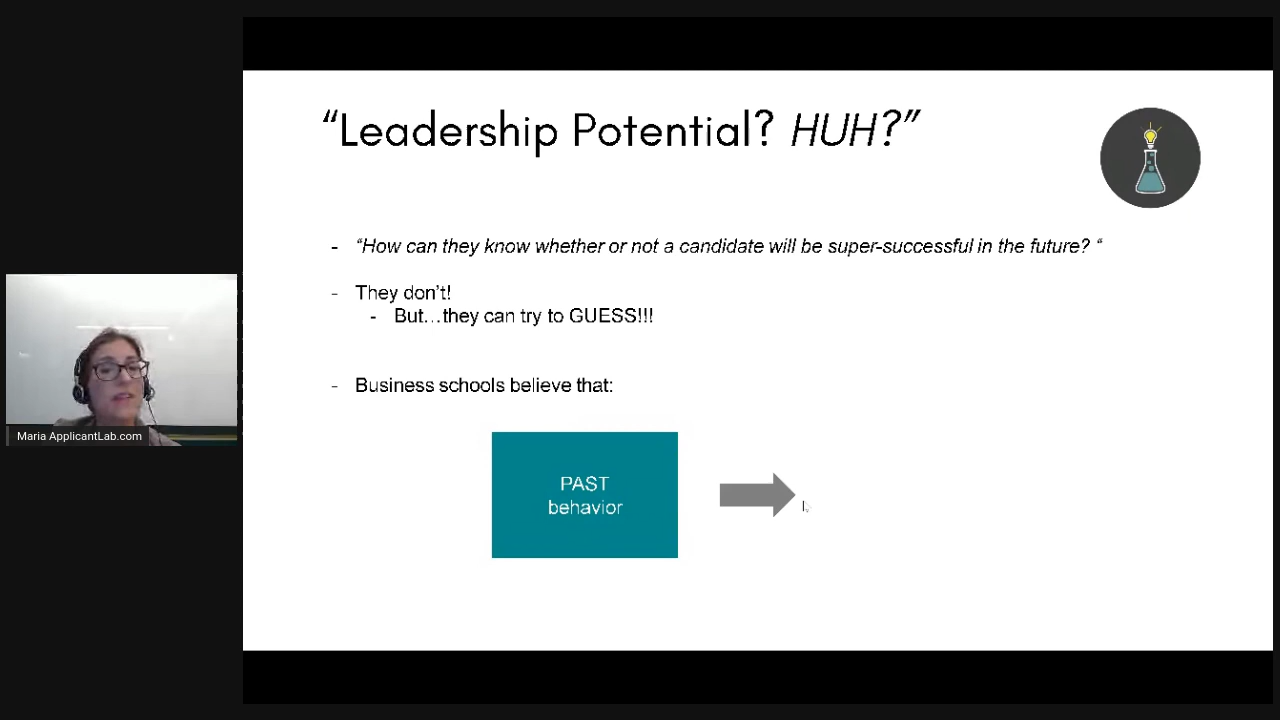 “Leadership Potential? HUH?”
- “How can they know whether or not a candidate will be super-successful in the future? “
- They don’t!
- But…they can try to GUESS!!!
- Business schools believe that:
PAST
behavior
Maria ApplicantLab.com